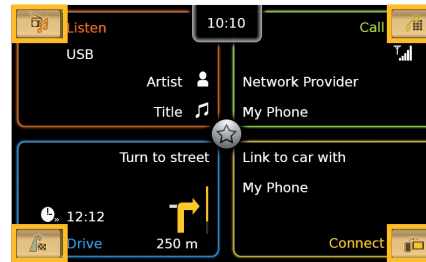 10:10
Listen
USB
Artist
Title
Call
Network Provider
My Phone
Turn to street
12:12
250 m
Drive
Link to car with
My Phone
Connect